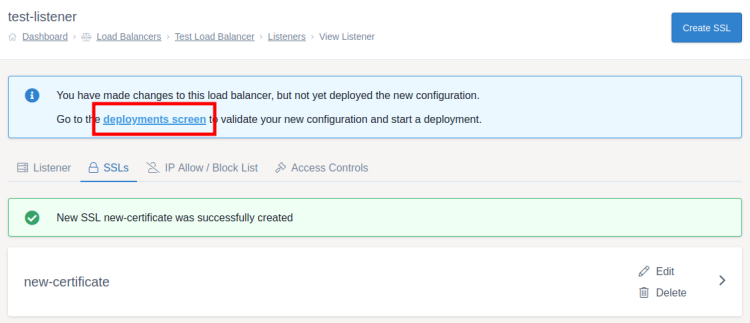 test-listener
Create SSL
Dashboard › Load Balancers › Test Load Balancer › Listeners › View Listener
You have made changes to this load balancer, but not yet deployed the new configuration.
Go to the deployments screen to validate your new configuration and start a deployment.
Listener SSLs IP Allow / Block List Access Controls
New SSL new-certificate was successfully created
new-certificate
Edit
Delete